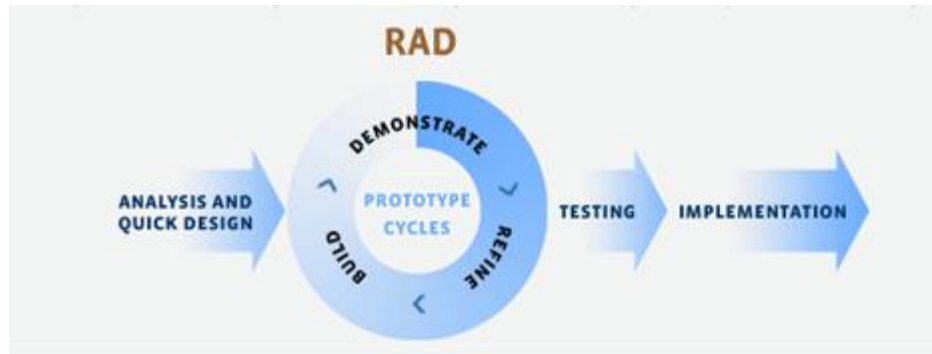 RAD
ANALYSIS AND
QUICK DESIGN
DEMONSTRATE
REFINE
BUILD
PROTOTYPE
CYCLES
TESTING
IMPLEMENTATION